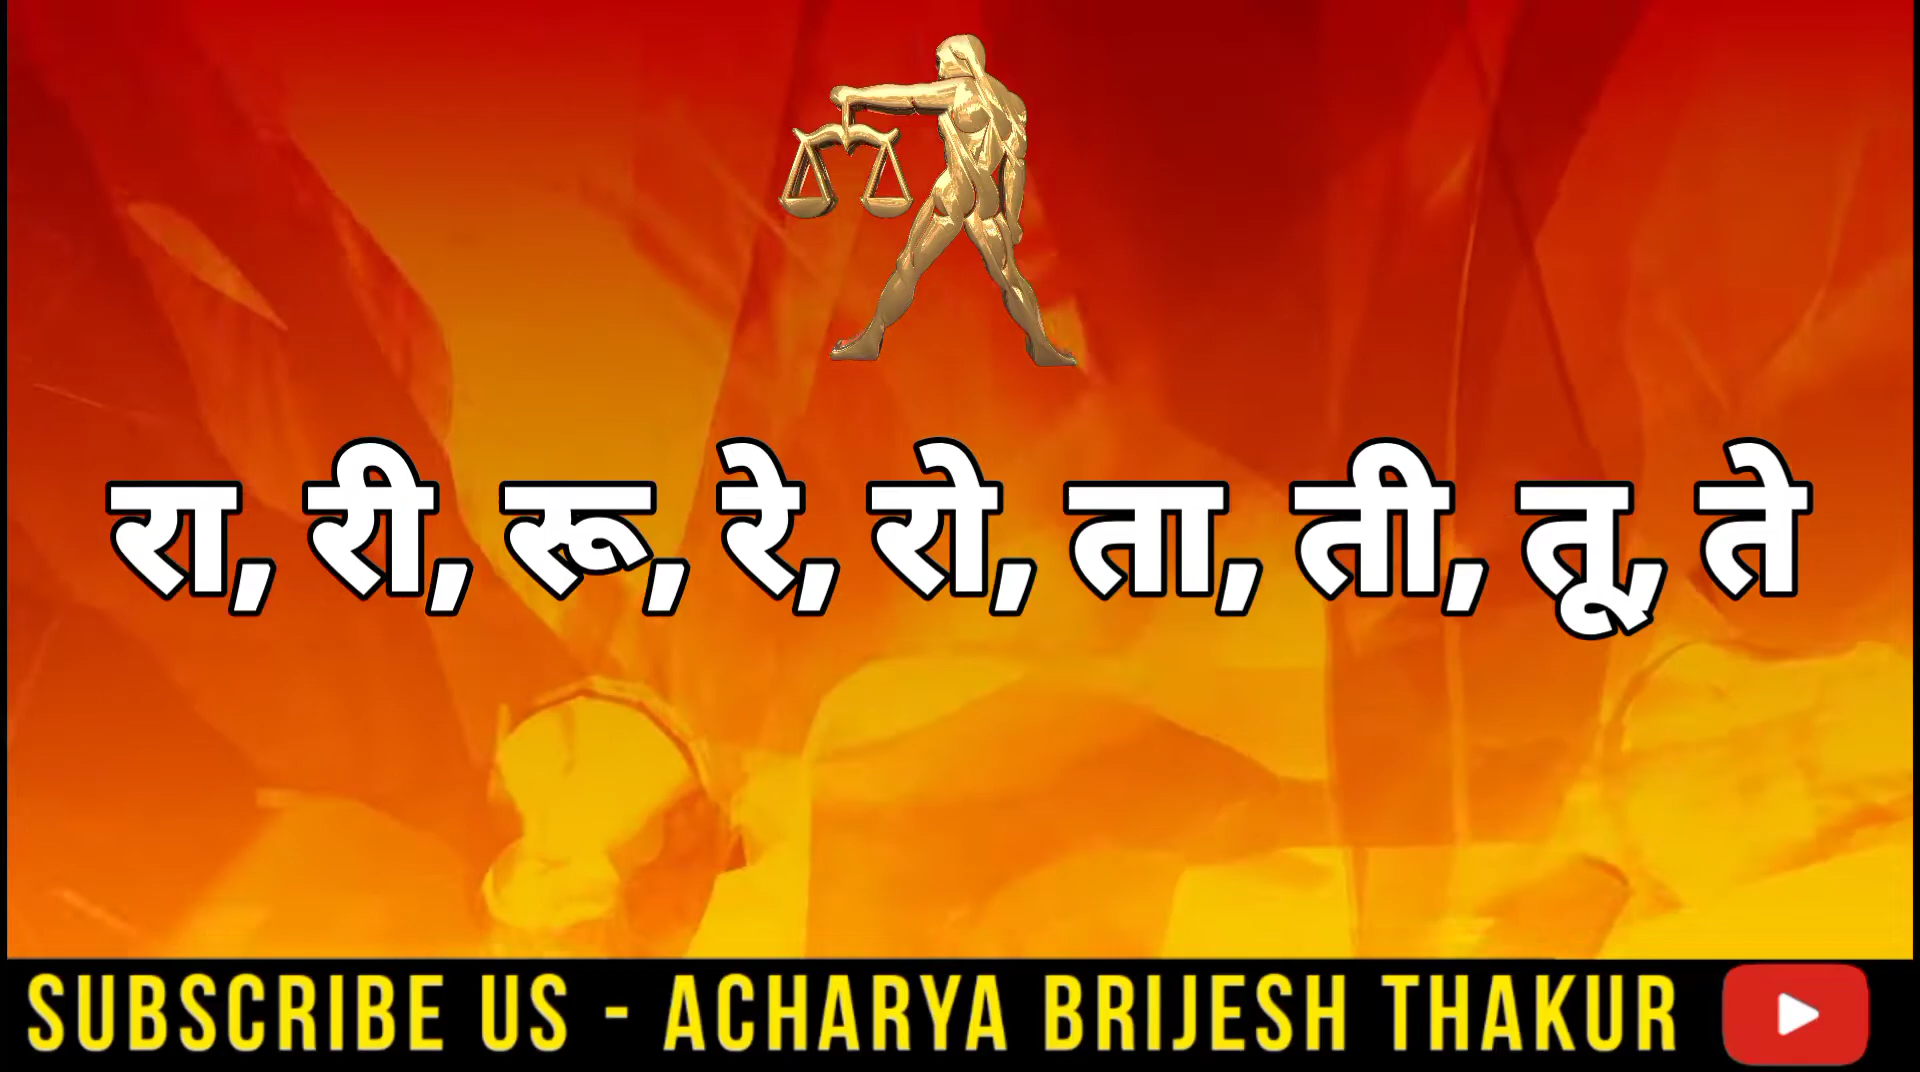 रा, री, रू, रे, रो, ता, ती, तू, ते
SUBSCRIBE US - ACHARYA BRIJESH THAKUR